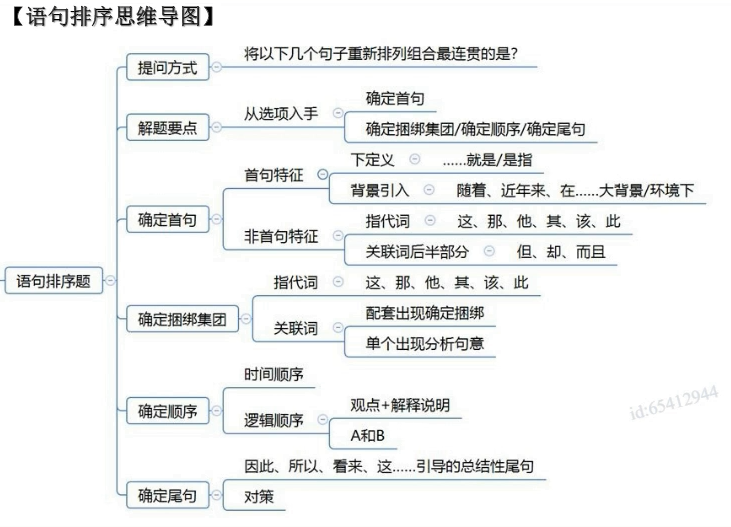 【语句排序思维导图】
将以下几个句子重新排列组合最连贯的是?
提问方式
确定首句
从选项入手
解题要点
确定捆绑集团/确定顺序/确定尾句
下定义 ……就是/是指
首句特征
背景引入 随着、近年来、在……大背景/环境下
确定首句
指代词 这、那、他、其、该、此
非首句特征
关联词后半部分 但、却、而且
语句排序题
指代词 这、那、他、其、该、此
确定捆绑集团
配套出现确定捆绑
关联词
单个出现分析句意
时间顺序
确定顺序
观点+解释说明
逻辑顺序
A和B
id:65412944
因此、所以、看来、这……引导的总结性尾句
确定尾句
对策